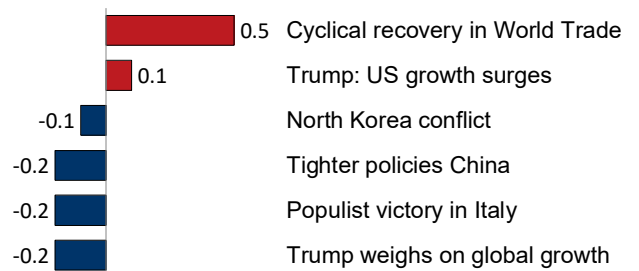 0.5 Cyclical recovery in World Trade
0.1 Trump: US growth surges
-0.1 North Korea conflict
-0.2 Tighter policies China
-0.2 Populist victory in Italy
-0.2 Trump weighs on global growth